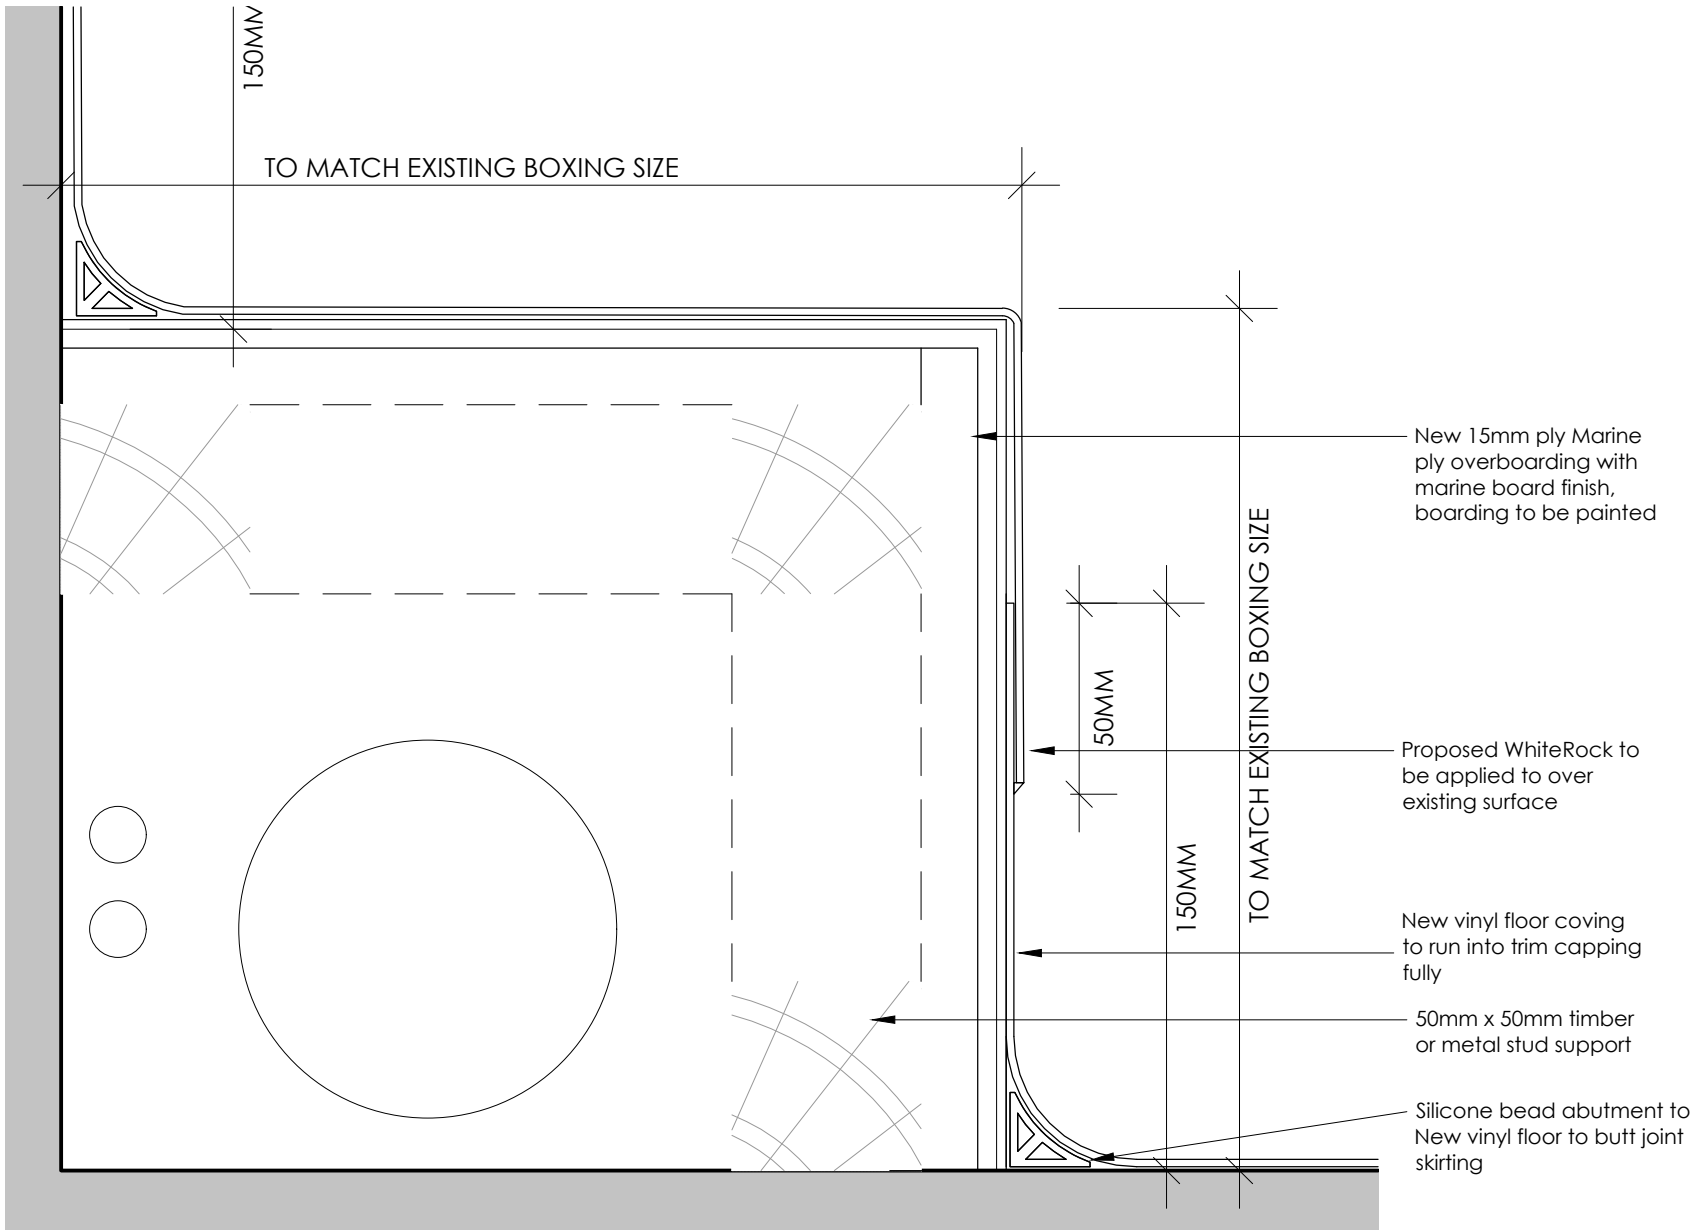 150MM
TO MATCH EXISTING BOXING SIZE
New 15mm ply Marine
ply overboarding with
marine board finish,
boarding to be painted
TO MATCH EXISTING BOXING SIZE
50MM
150MM
Proposed WhiteRock to
be applied to over
existing surface
New vinyl floor coving
to run into trim capping
fully
50mm x 50mm timber
or metal stud support
Silicone bead abutment to
New vinyl floor to butt joint
skirting